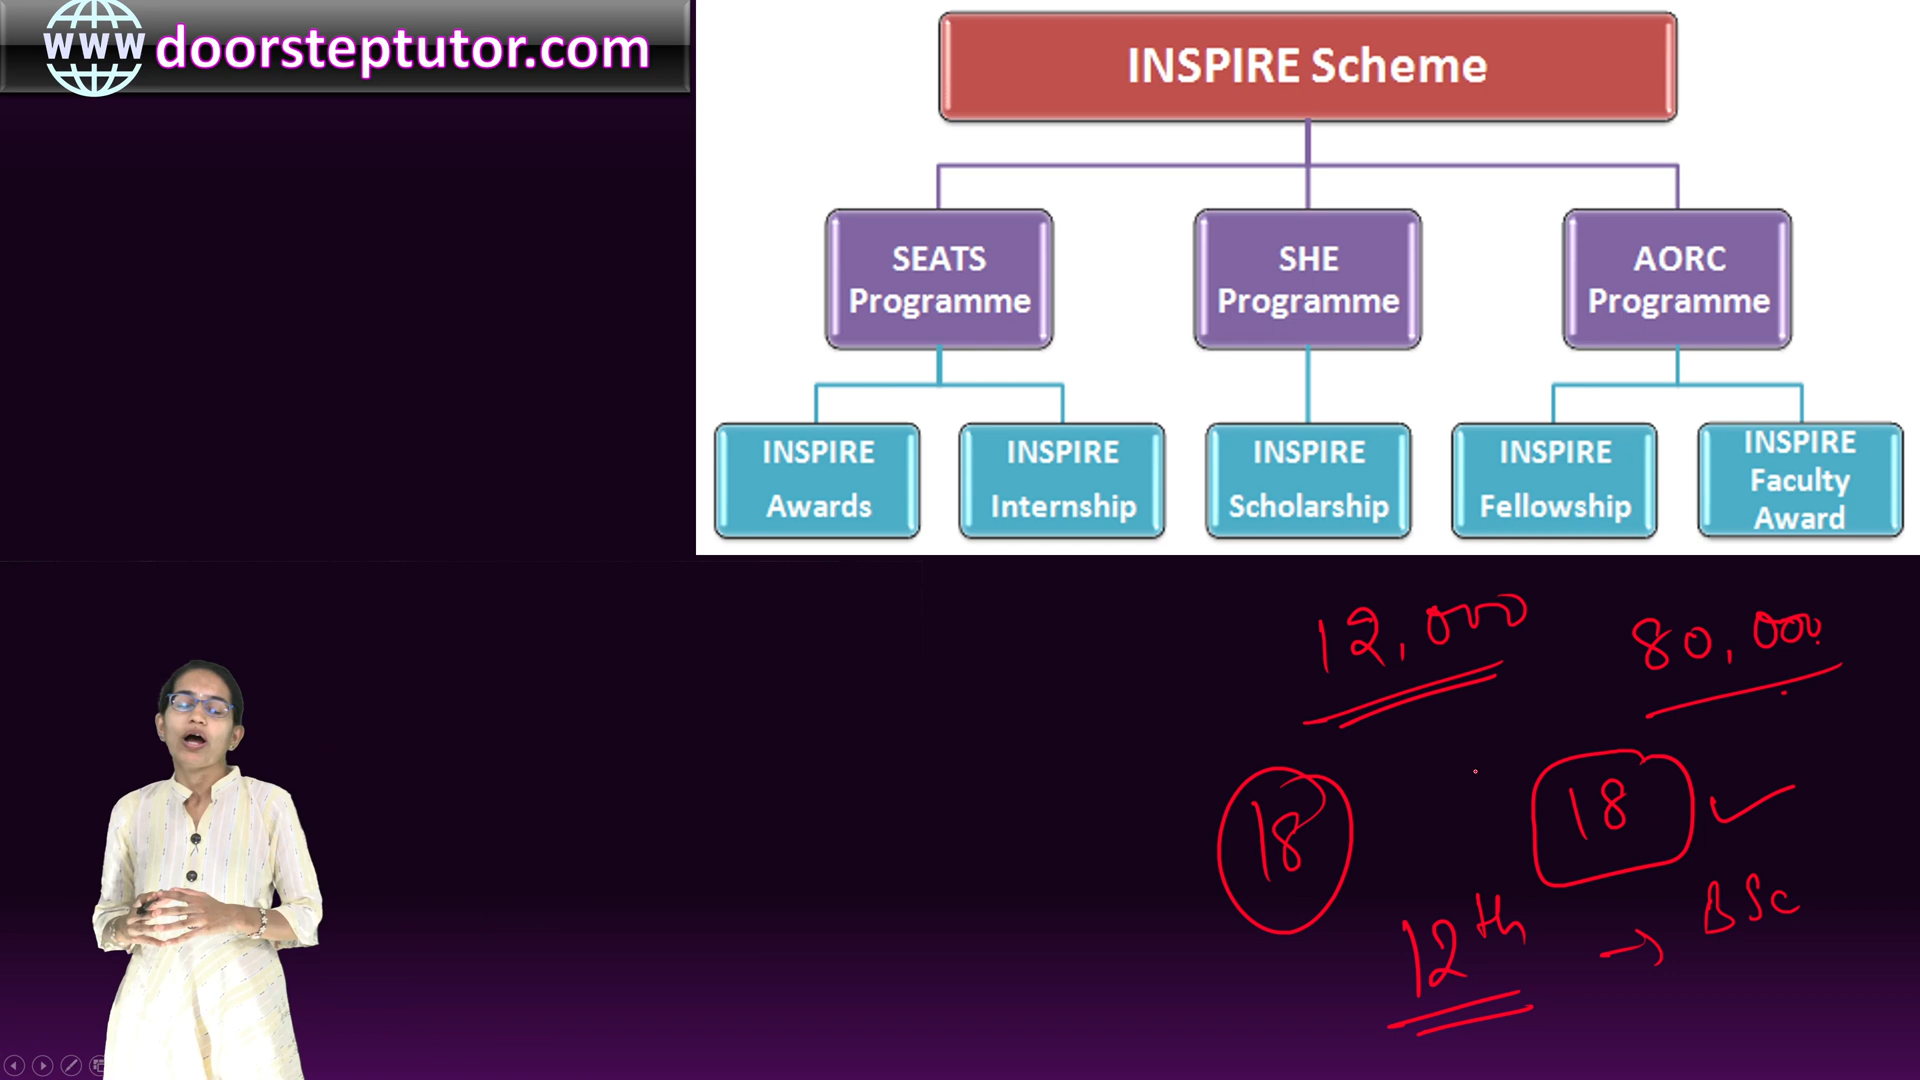 www doorsteptutor.com
INSPIRE Scheme
SEATS
Programme
SHE
Programme
AORC
Programme
INSPIRE
Awards
INSPIRE
Internship
INSPIRE
Scholarship
INSPIRE
Fellowship
INSPIRE
Faculty
Award
12,000
80,000
18
18
12th → BSc